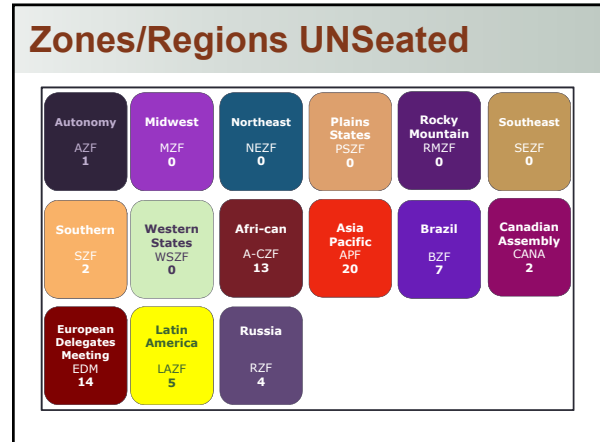 Zones/Regions UNSeated
Autonomy
AZF
1
Midwest
MZF
0
Northeast
NEZF
0
Plains
States
PSZF
0
Rocky
Mountain
RMZF
0
Southeast
SEZF
0
Southern
SZF
2
Western
States
WSZF
0
Afri-can
A-CZF
13
Asia
Pacific
APF
20
Brazil
BZF
7
Canadian
Assembly
CANA
2
European
Delegates
Meeting
EDM
14
Latin
America
LAZF
5
Russia
RZF
4